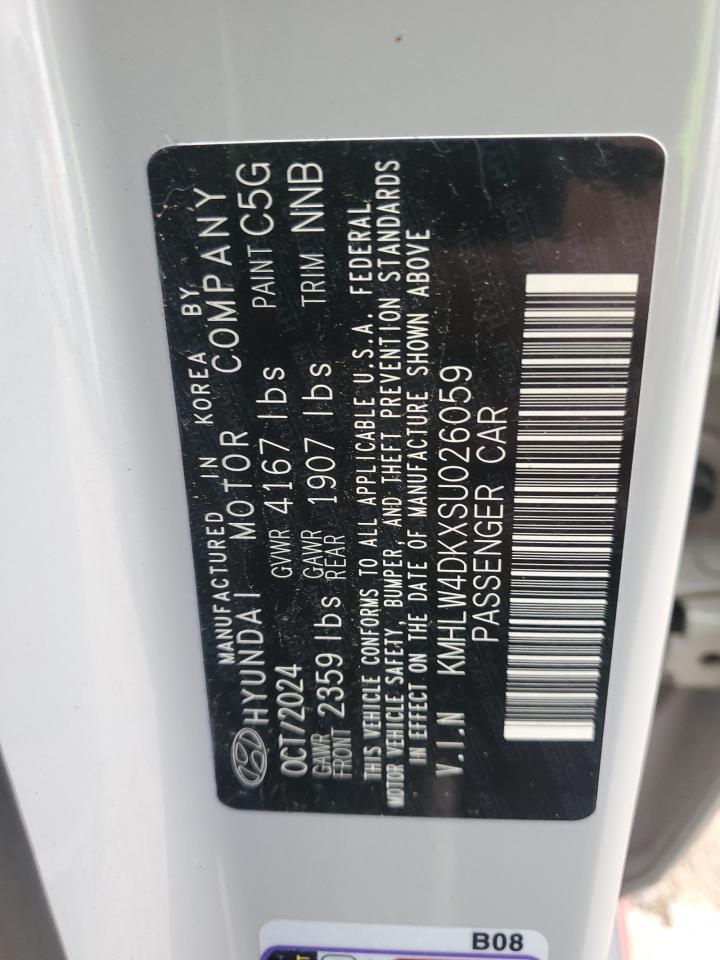 MANUFACTURED IN KOREA BY
HYUNDAI MOTOR COMPANY
OCT/2024 GVWR 4167 lbs PAINT C5G
GAWR FRONT 2359 lbs GAWR REAR 1907 lbs TRIM NNB
THIS VEHICLE CONFORMS TO ALL APPLICABLE U.S.A. FEDERAL
MOTOR VEHICLE SAFETY, BUMPER, AND THEFT PREVENTION STANDARDS
IN EFFECT ON THE DATE OF MANUFACTURE SHOWN ABOVE
V.I.N KMHLW4DKXSU026059
PASSENGER CAR
B08